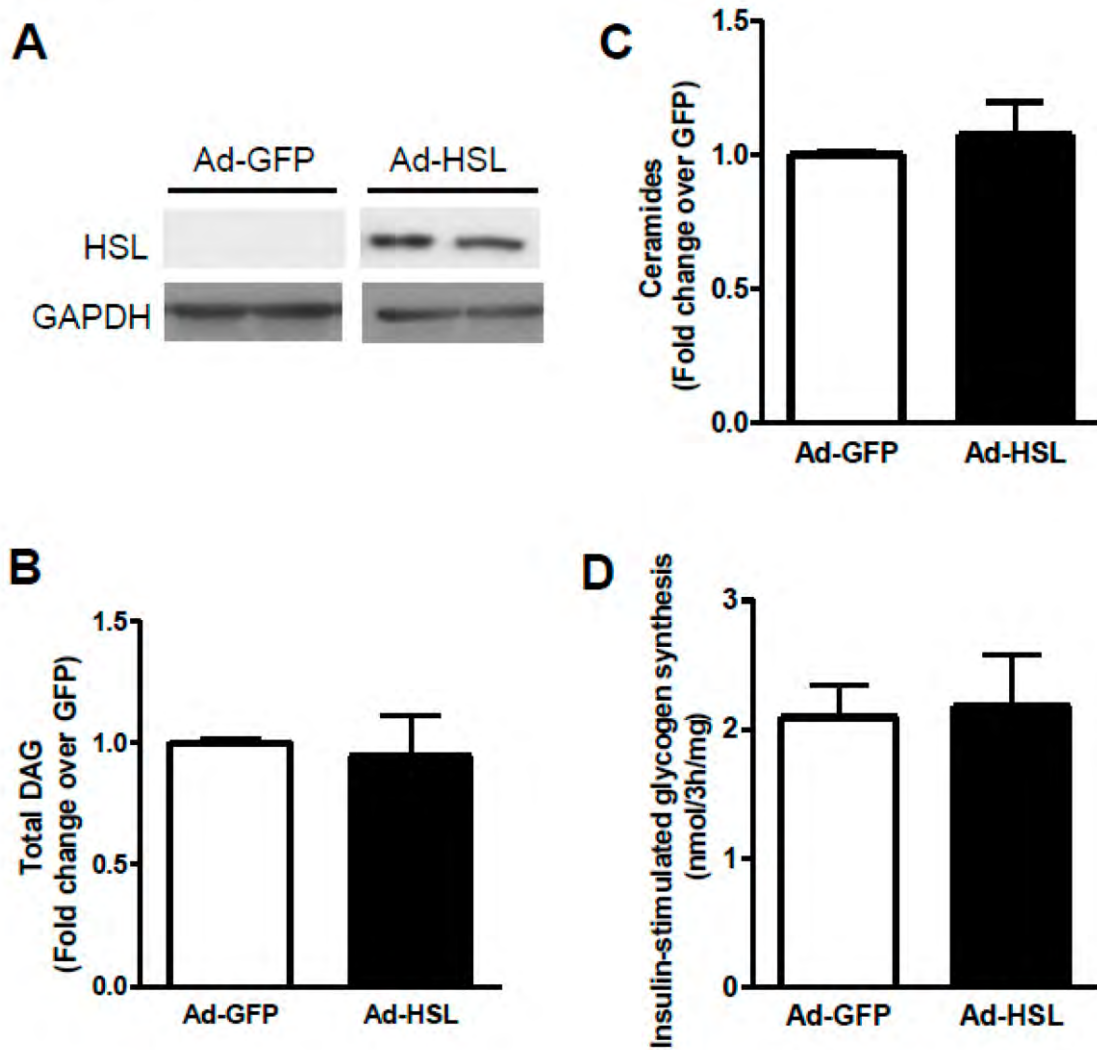 A
Ad-GFP Ad-HSL
HSL
GAPDH
B
Total DAG
(Fold change over GFP)
1.5
1.0
0.5
0.0
Ad-GFP Ad-HSL
C
Ceramides
(Fold change over GFP)
1.5
1.0
0.5
0.0
Ad-GFP Ad-HSL
D
Insulin-stimulated glycogen synthesis
(nmol/3h/mg)
3
2
1
0
Ad-GFP Ad-HSL